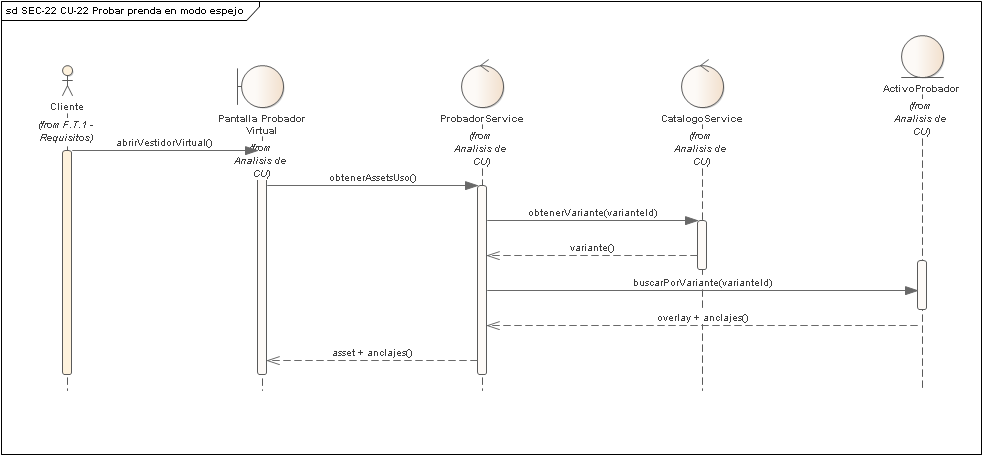 sd SEC-22 CU-22 Probar prenda en modo espejo
Cliente
(from F.T.1 -
Requisitos)
Pantalla Probador
Virtual
(from
Analisis de
CU)
ProbadorService
(from
Analisis de
CU)
CatalogoService
(from
Analisis de
CU)
ActivoProbador
(from
Analisis de
CU)
abrirVestidorVirtual()
obtenerAssetsUso()
obtenerVariante(varianteId)
variante()
buscarPorVariante(varianteId)
overlay + anclajes()
asset + anclajes()